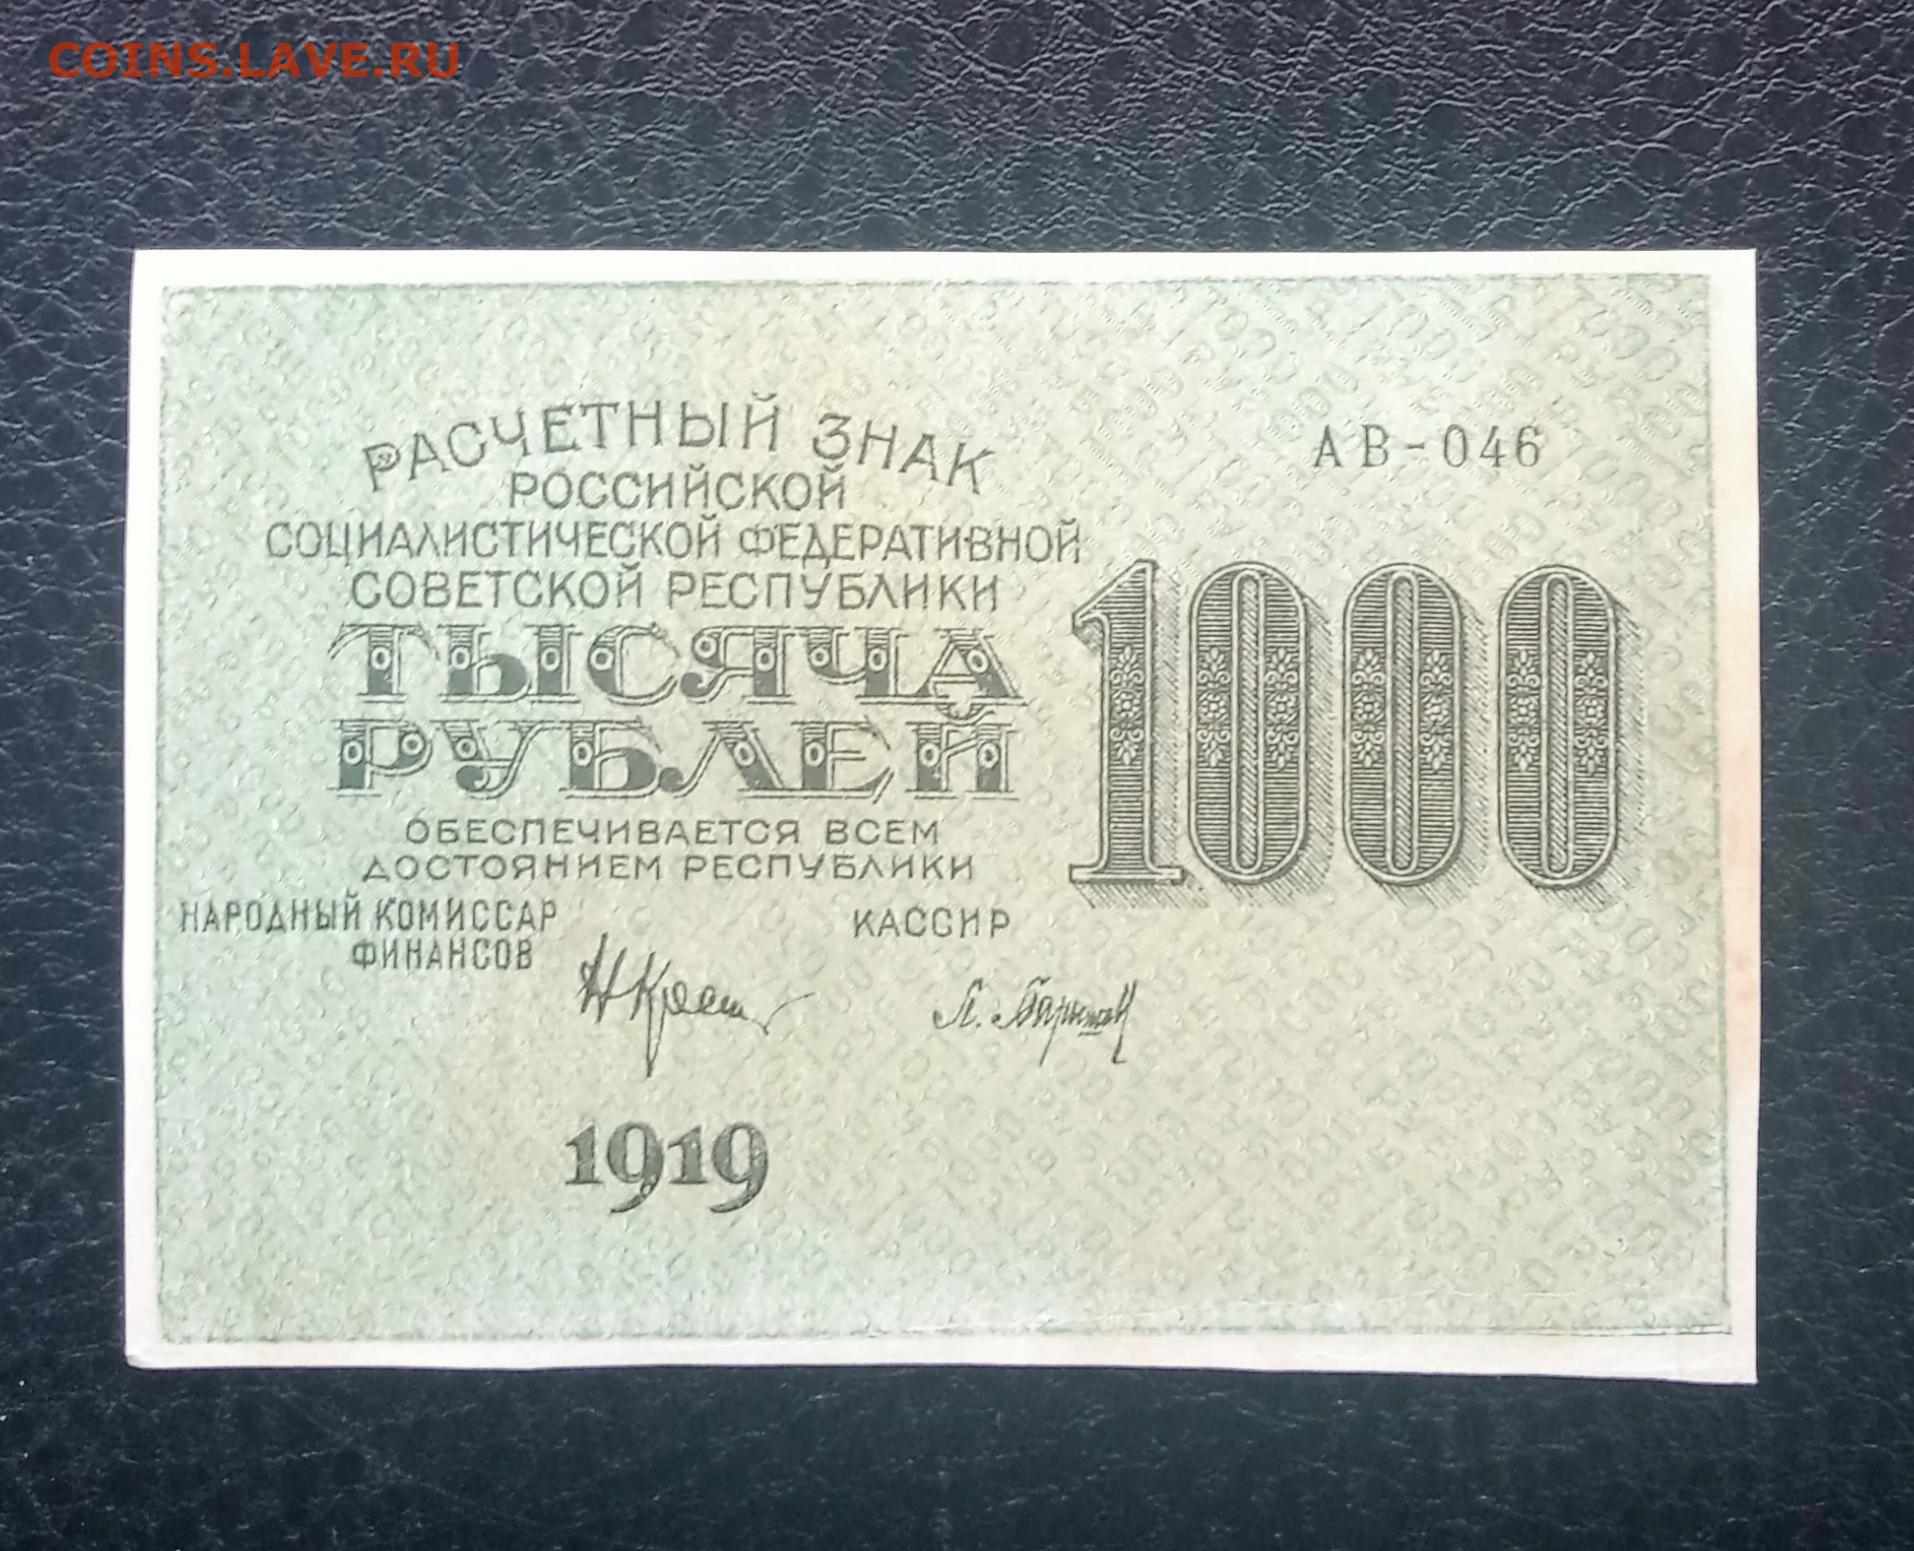 COINS.LAVE.RU
РАСЧЕТНЫЙ ЗНАК
РОССИЙСКОЙ
СОЦИАЛИСТИЧЕСКОЙ ФЕДЕРАТИВНОЙ
СОВЕТСКОЙ РЕСПУБЛИКИ
АВ-046
ТЫСЯЧА
РУБЛЕЙ
1000
ОБЕСПЕЧИВАЕТСЯ ВСЕМ
ДОСТОЯНИЕМ РЕСПУБЛИКИ
НАРОДНЫЙ КОМИССАР
ФИНАНСОВ
КАССИР
1919